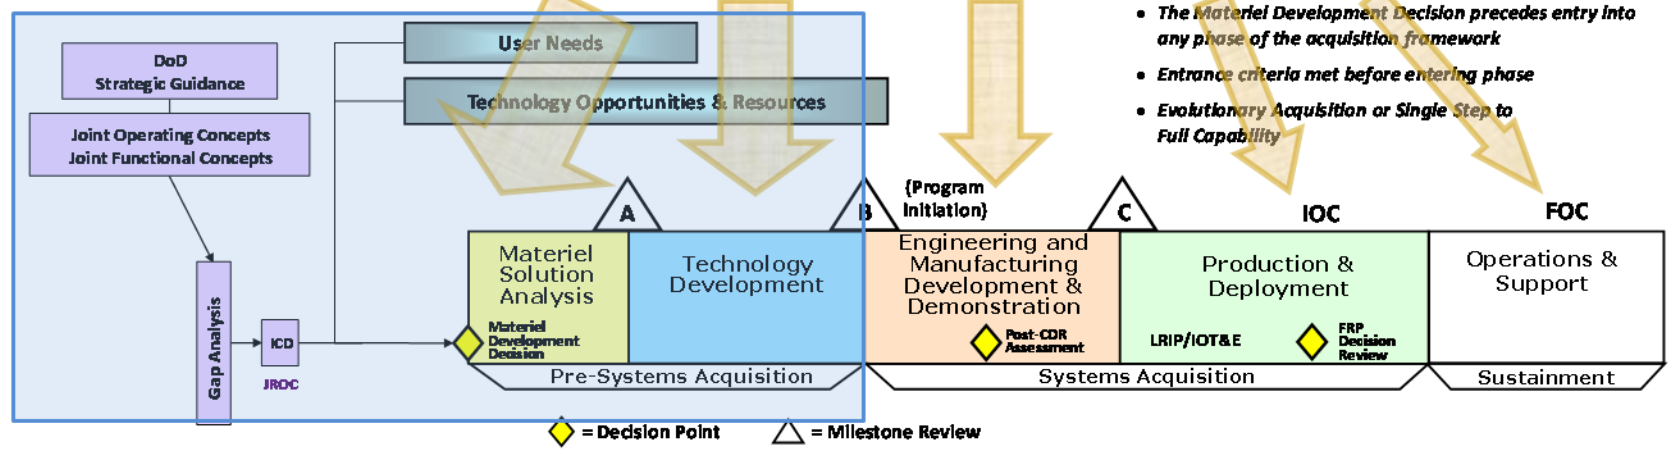 DoD
Strategic Guidance
Joint Operating Concepts
Joint Functional Concepts
Gap Analysis
ICD
JROC
User Needs
Technology Opportunities & Resources
• The Materiel Development Decision precedes entry into
any phase of the acquisition framework
• Entrance criteria met before entering phase
• Evolutionary Acquisition or Single Step to
Full Capability
A
B
(Program
Initiation)
C
IOC
FOC
Materiel
Solution
Analysis
Materiel
Development
Decision
Technology
Development
Engineering and
Manufacturing
Development &
Demonstration
Post-CDR
Assessment
Production &
Deployment
LRIP/IOT&E
FRP
Decision
Review
Operations &
Support
Pre-Systems Acquisition
Systems Acquisition
Sustainment
= Decision Point
= Milestone Review